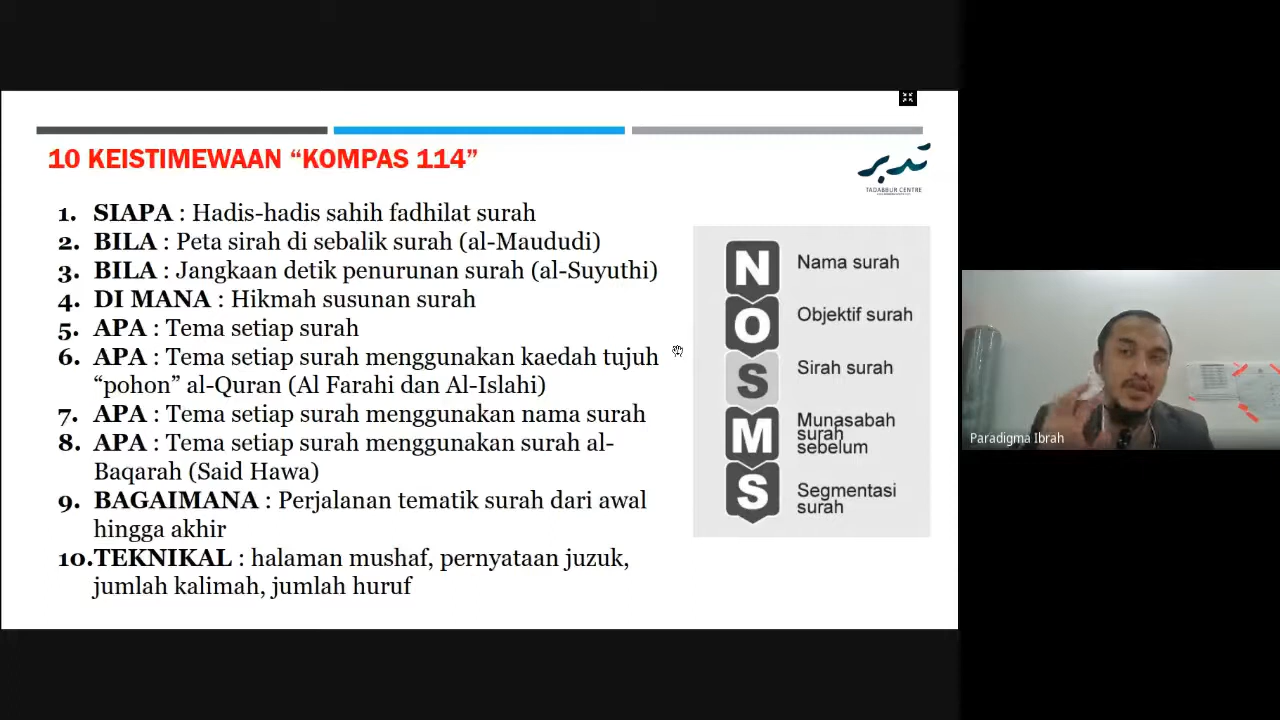 10 KEISTIMEWAAN “KOMPAS 114”
تدبر
TADABBUR CENTRE
1. SIAPA : Hadis-hadis sahih fadhilat surah
2. BILA : Peta sirah di sebalik surah (al-Maududi)
3. BILA : Jangkaan detik penurunan surah (al-Suyuthi)
4. DI MANA : Hikmah susunan surah
5. APA : Tema setiap surah
6. APA : Tema setiap surah menggunakan kaedah tujuh
“pohon” al-Quran (Al Farahi dan Al-Islahi)
7. APA : Tema setiap surah menggunakan nama surah
8. APA : Tema setiap surah menggunakan surah al-
Baqarah (Said Hawa)
9. BAGAIMANA : Perjalanan tematik surah dari awal
hingga akhir
10.TEKNIKAL : halaman mushaf, pernyataan juzuk,
jumlah kalimah, jumlah huruf
N Nama surah
O Objektif surah
S Sirah surah
M Munasabah
surah
sebelum
S Segmentasi
surah
Paradigma Ibrah